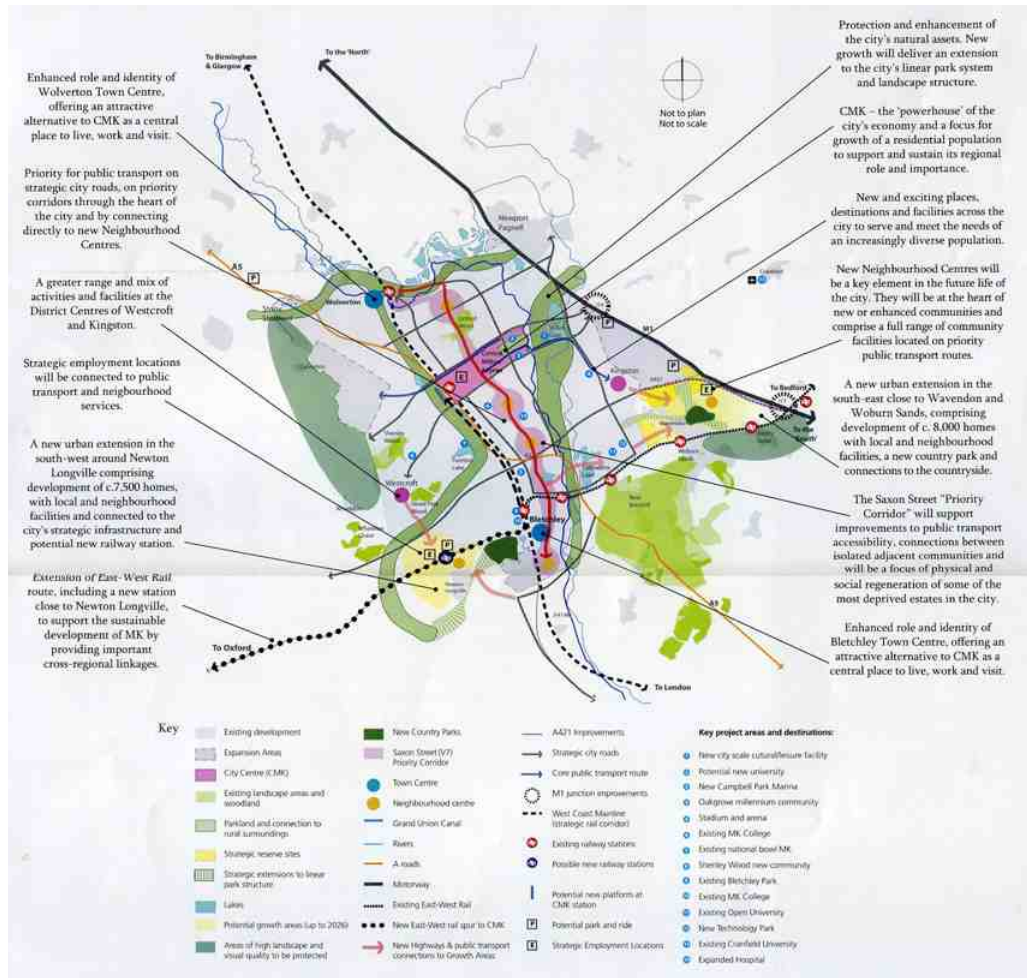 Enhanced role and identity of
Wolverton Town Centre,
offering an attractive
alternative to CMK as a central
place to live, work and visit.
Priority for public transport on
strategic city roads, on priority
corridors through the heart of
the city and by connecting
directly to new Neighbourhood
Centres.
A greater range and mix of
activities and facilities at the
District Centres of Westcroft
and Kingston.
Strategic employment locations
will be connected to public
transport and neigbourhood
services.
A new urban extension in the
south-west around Newton
Longville comprising
development of c.7,500 homes,
with local and neighbourhood
facilities and connected to the
city's strategic infrastructure and
potential new railway station.
Extension of East-West Rail
route, including a new station
close to Newton Longville,
to support the sustainable
development of MK by
providing important
cross-regional linkages.
To Birmingham
& Glasgow
To the 'North'
Not to plan
Not to scale
Newport
Pagnell
A5
P
Wolverton
M1
P
P
E
E
Kingston
To Bedford
To the
'South'
Westcroft
Bletchley
P
E
A5
To Oxford
To London
Protection and enhancement of
the city's natural assets. New
growth will deliver an extension
to the city's linear park system
and landscape structure.
CMK – the 'powerhouse' of the
city's economy and a focus for
growth of a residential population
to support and sustain its regional
role and importance.
New and exciting places,
destinations and facilities across the
city to serve and meet the needs of
an increasingly diverse population.
New Neighbourhood Centres will
be a key element in the future life of
the city. They will be at the heart of
new or enhanced communities and
comprise a full range of community
facilities located on priority
public transport routes.
A new urban extension in the
south-east close to Wavendon and
Woburn Sands, comprising
development of c. 8,000 homes
with local and neighbourhood
facilities, a new country park and
connections to the countryside.
The Saxon Street "Priority
Corridor" will support
improvements to public transport
accessibility, connections between
isolated adjacent communities and
will be a focus of physical and
social regeneration of some of the
most deprived estates in the city.
Enhanced role and identity of
Bletchley Town Centre, offering an
attractive alternative to CMK as a
central place to live, work and visit.
Key
Existing development
Expansion Areas
City Centre (CMK)
Existing landscape areas and
woodland
Parkland and connection to
rural surroundings
Strategic reserve sites
Strategic extensions to linear
park structure
Lakes
Potential growth areas (up to 2026)
Areas of high landscape and
visual quality to be protected
New Country Parks
Saxon Street (V7)
Priority Corridor
Town Centre
Neighbourhood centre
Grand Union Canal
Rivers
A roads
Motorway
Existing East-West Rail
New East-West rail spur to CMK
New Highways & public transport
connections to Growth Areas
A421 Improvements
Strategic city roads
Core public transport route
M1 junction improvements
West Coast Mainline
(strategic rail corridor)
Existing railway stations
Possible new railway stations
Potential new platform at
CMK station
P Potential park and ride
E Strategic Employment Locations
Key project areas and destinations:
New city scale cutural/leisure facility
Potential new university
New Campbell Park Marina
Oakgrove millennium community
Stadium and arena
Existing MK College
Existing national bowl MK
Shenley Wood new community
Existing Bletchley Park
Existing MK College
Existing Open University
New Technology Park
Existing Cranfield University
Expanded Hospital